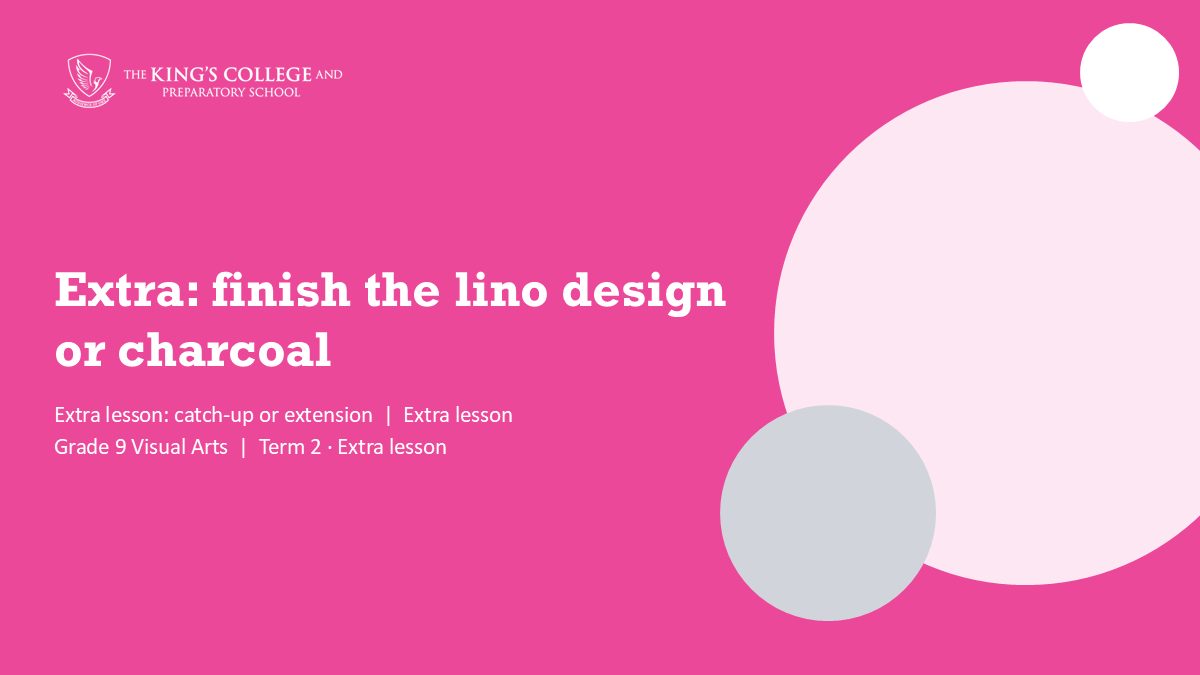 THE KING'S COLLEGE AND
PREPARATORY SCHOOL
Extra: finish the lino design
or charcoal
Extra lesson: catch-up or extension | Extra lesson
Grade 9 Visual Arts | Term 2 · Extra lesson